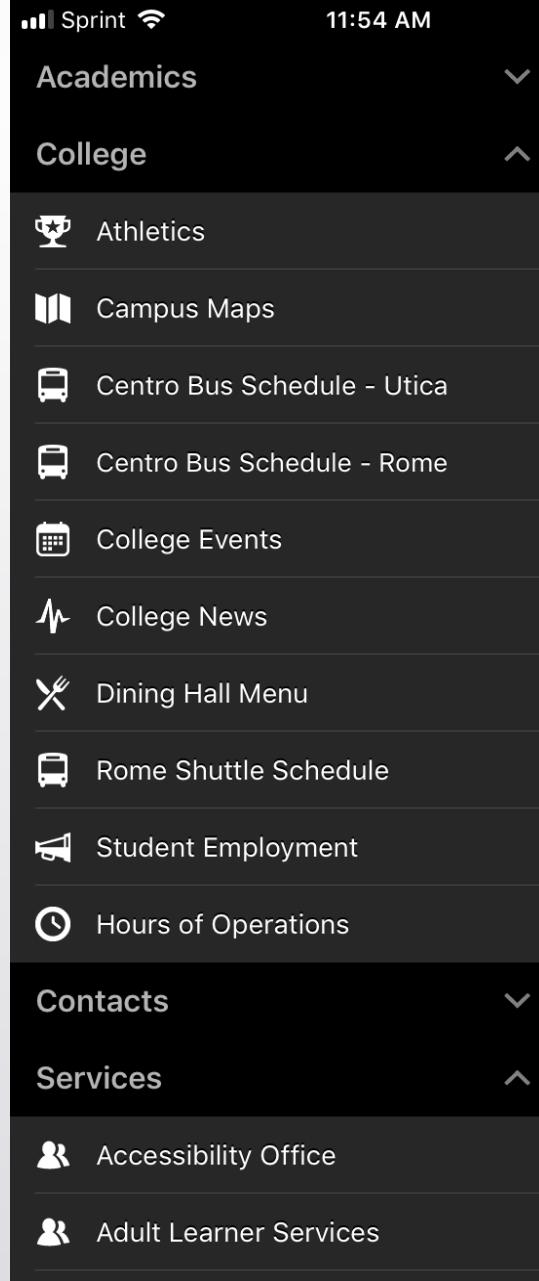 Sprint 11:54 AM
Academics
College
Athletics
Campus Maps
Centro Bus Schedule - Utica
Centro Bus Schedule - Rome
College Events
College News
Dining Hall Menu
Rome Shuttle Schedule
Student Employment
Hours of Operations
Contacts
Services
Accessibility Office
Adult Learner Services